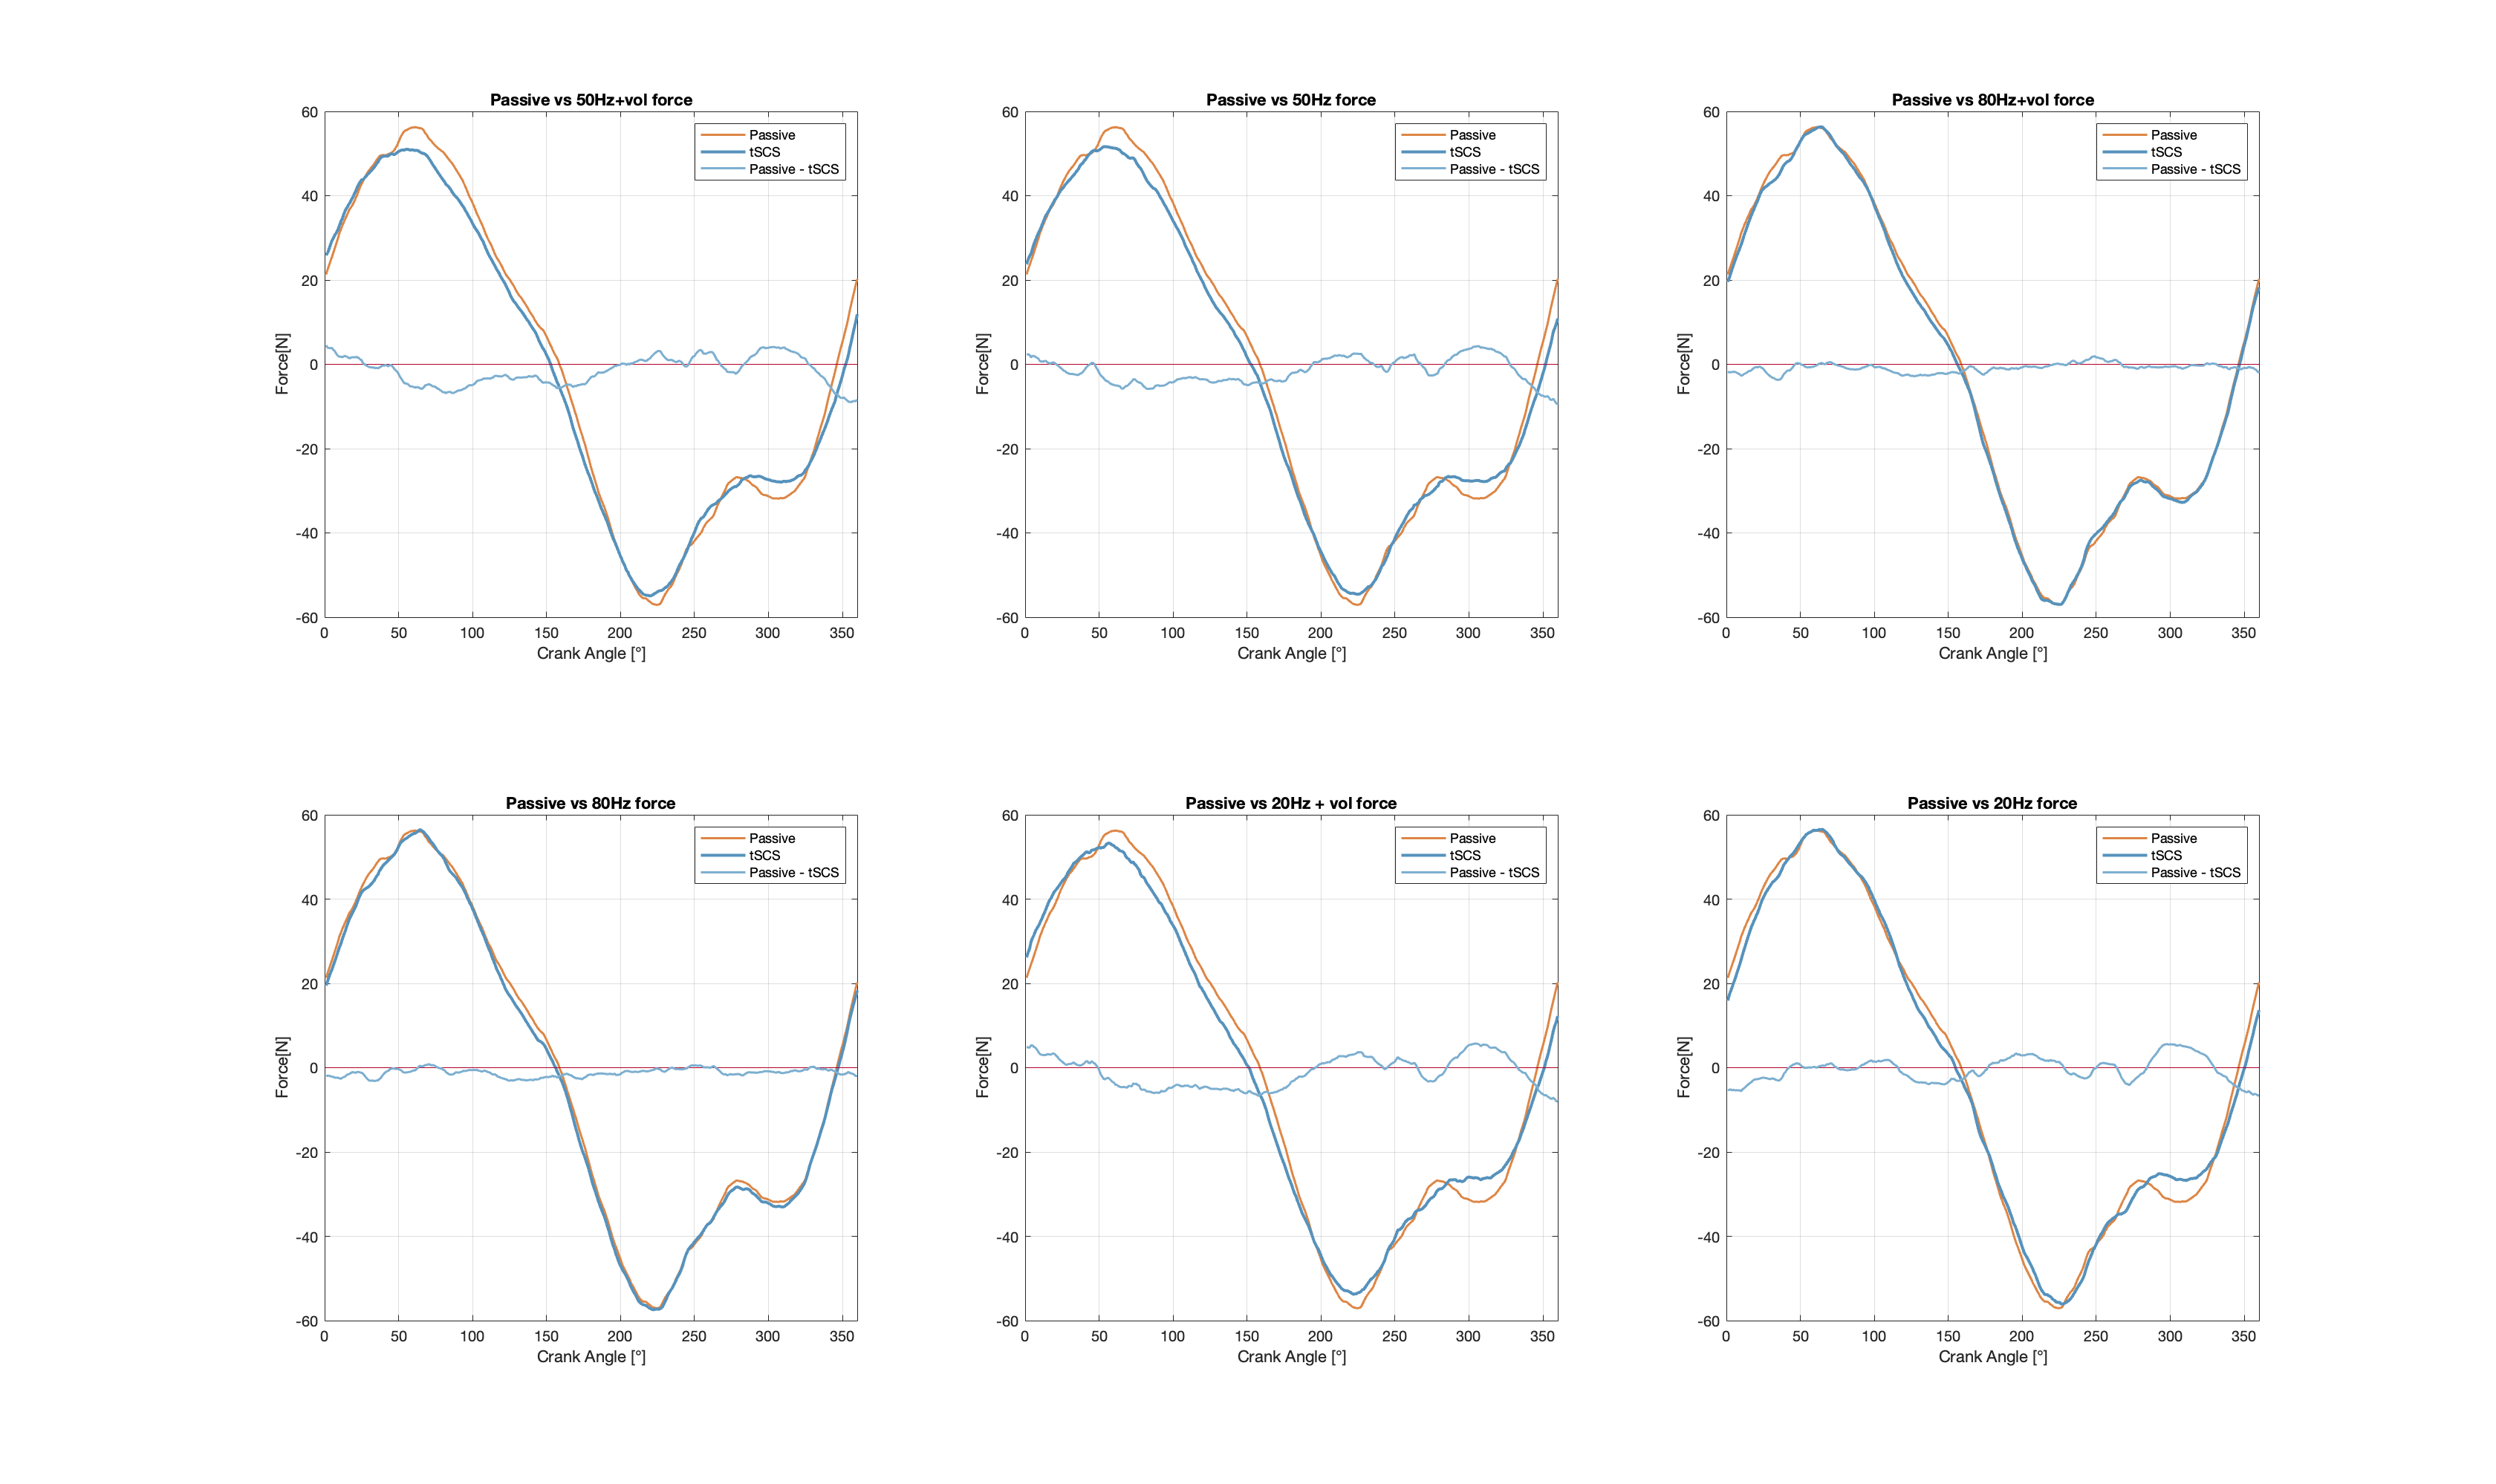 Passive vs 50Hz+vol force
Passive
tSCS
Passive - tSCS
60
40
20
0
-20
-40
-60
Force[N]
0 50 100 150 200 250 300 350
Crank Angle [°]
Passive vs 50Hz force
Passive
tSCS
Passive - tSCS
60
40
20
0
-20
-40
-60
Force[N]
0 50 100 150 200 250 300 350
Crank Angle [°]
Passive vs 80Hz+vol force
Passive
tSCS
Passive - tSCS
60
40
20
0
-20
-40
-60
Force[N]
0 50 100 150 200 250 300 350
Crank Angle [°]
Passive vs 80Hz force
Passive
tSCS
Passive - tSCS
60
40
20
0
-20
-40
-60
Force[N]
0 50 100 150 200 250 300 350
Crank Angle [°]
Passive vs 20Hz + vol force
Passive
tSCS
Passive - tSCS
60
40
20
0
-20
-40
-60
Force[N]
0 50 100 150 200 250 300 350
Crank Angle [°]
Passive vs 20Hz force
Passive
tSCS
Passive - tSCS
60
40
20
0
-20
-40
-60
Force[N]
0 50 100 150 200 250 300 350
Crank Angle [°]